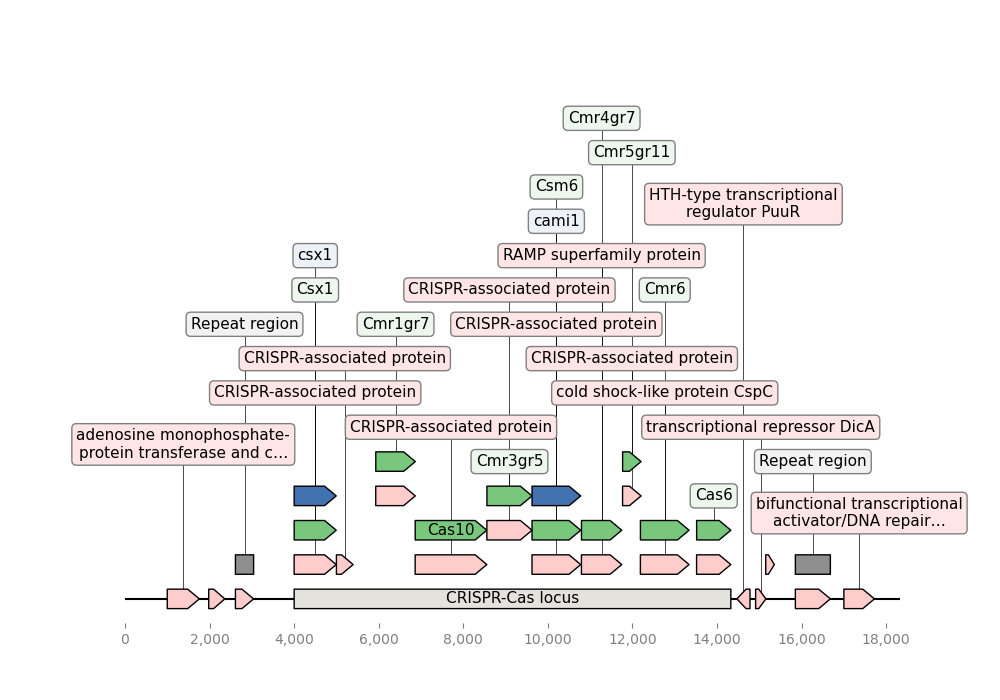 Cmr4gr7
Cmr5gr11
Csm6
HTH-type transcriptional
regulator PuuR
cami1
csx1
RAMP superfamily protein
Csx1
CRISPR-associated protein
Cmr6
Repeat region
Cmr1gr7
CRISPR-associated protein
CRISPR-associated protein
CRISPR-associated protein
CRISPR-associated protein
cold shock-like protein CspC
adenosine monophosphate-
protein transferase and c…
CRISPR-associated protein
transcriptional repressor DicA
Cmr3gr5
Repeat region
Cas6
bifunctional transcriptional
activator/DNA repair…
Cas10
CRISPR-Cas locus
0 2,000 4,000 6,000 8,000 10,000 12,000 14,000 16,000 18,000